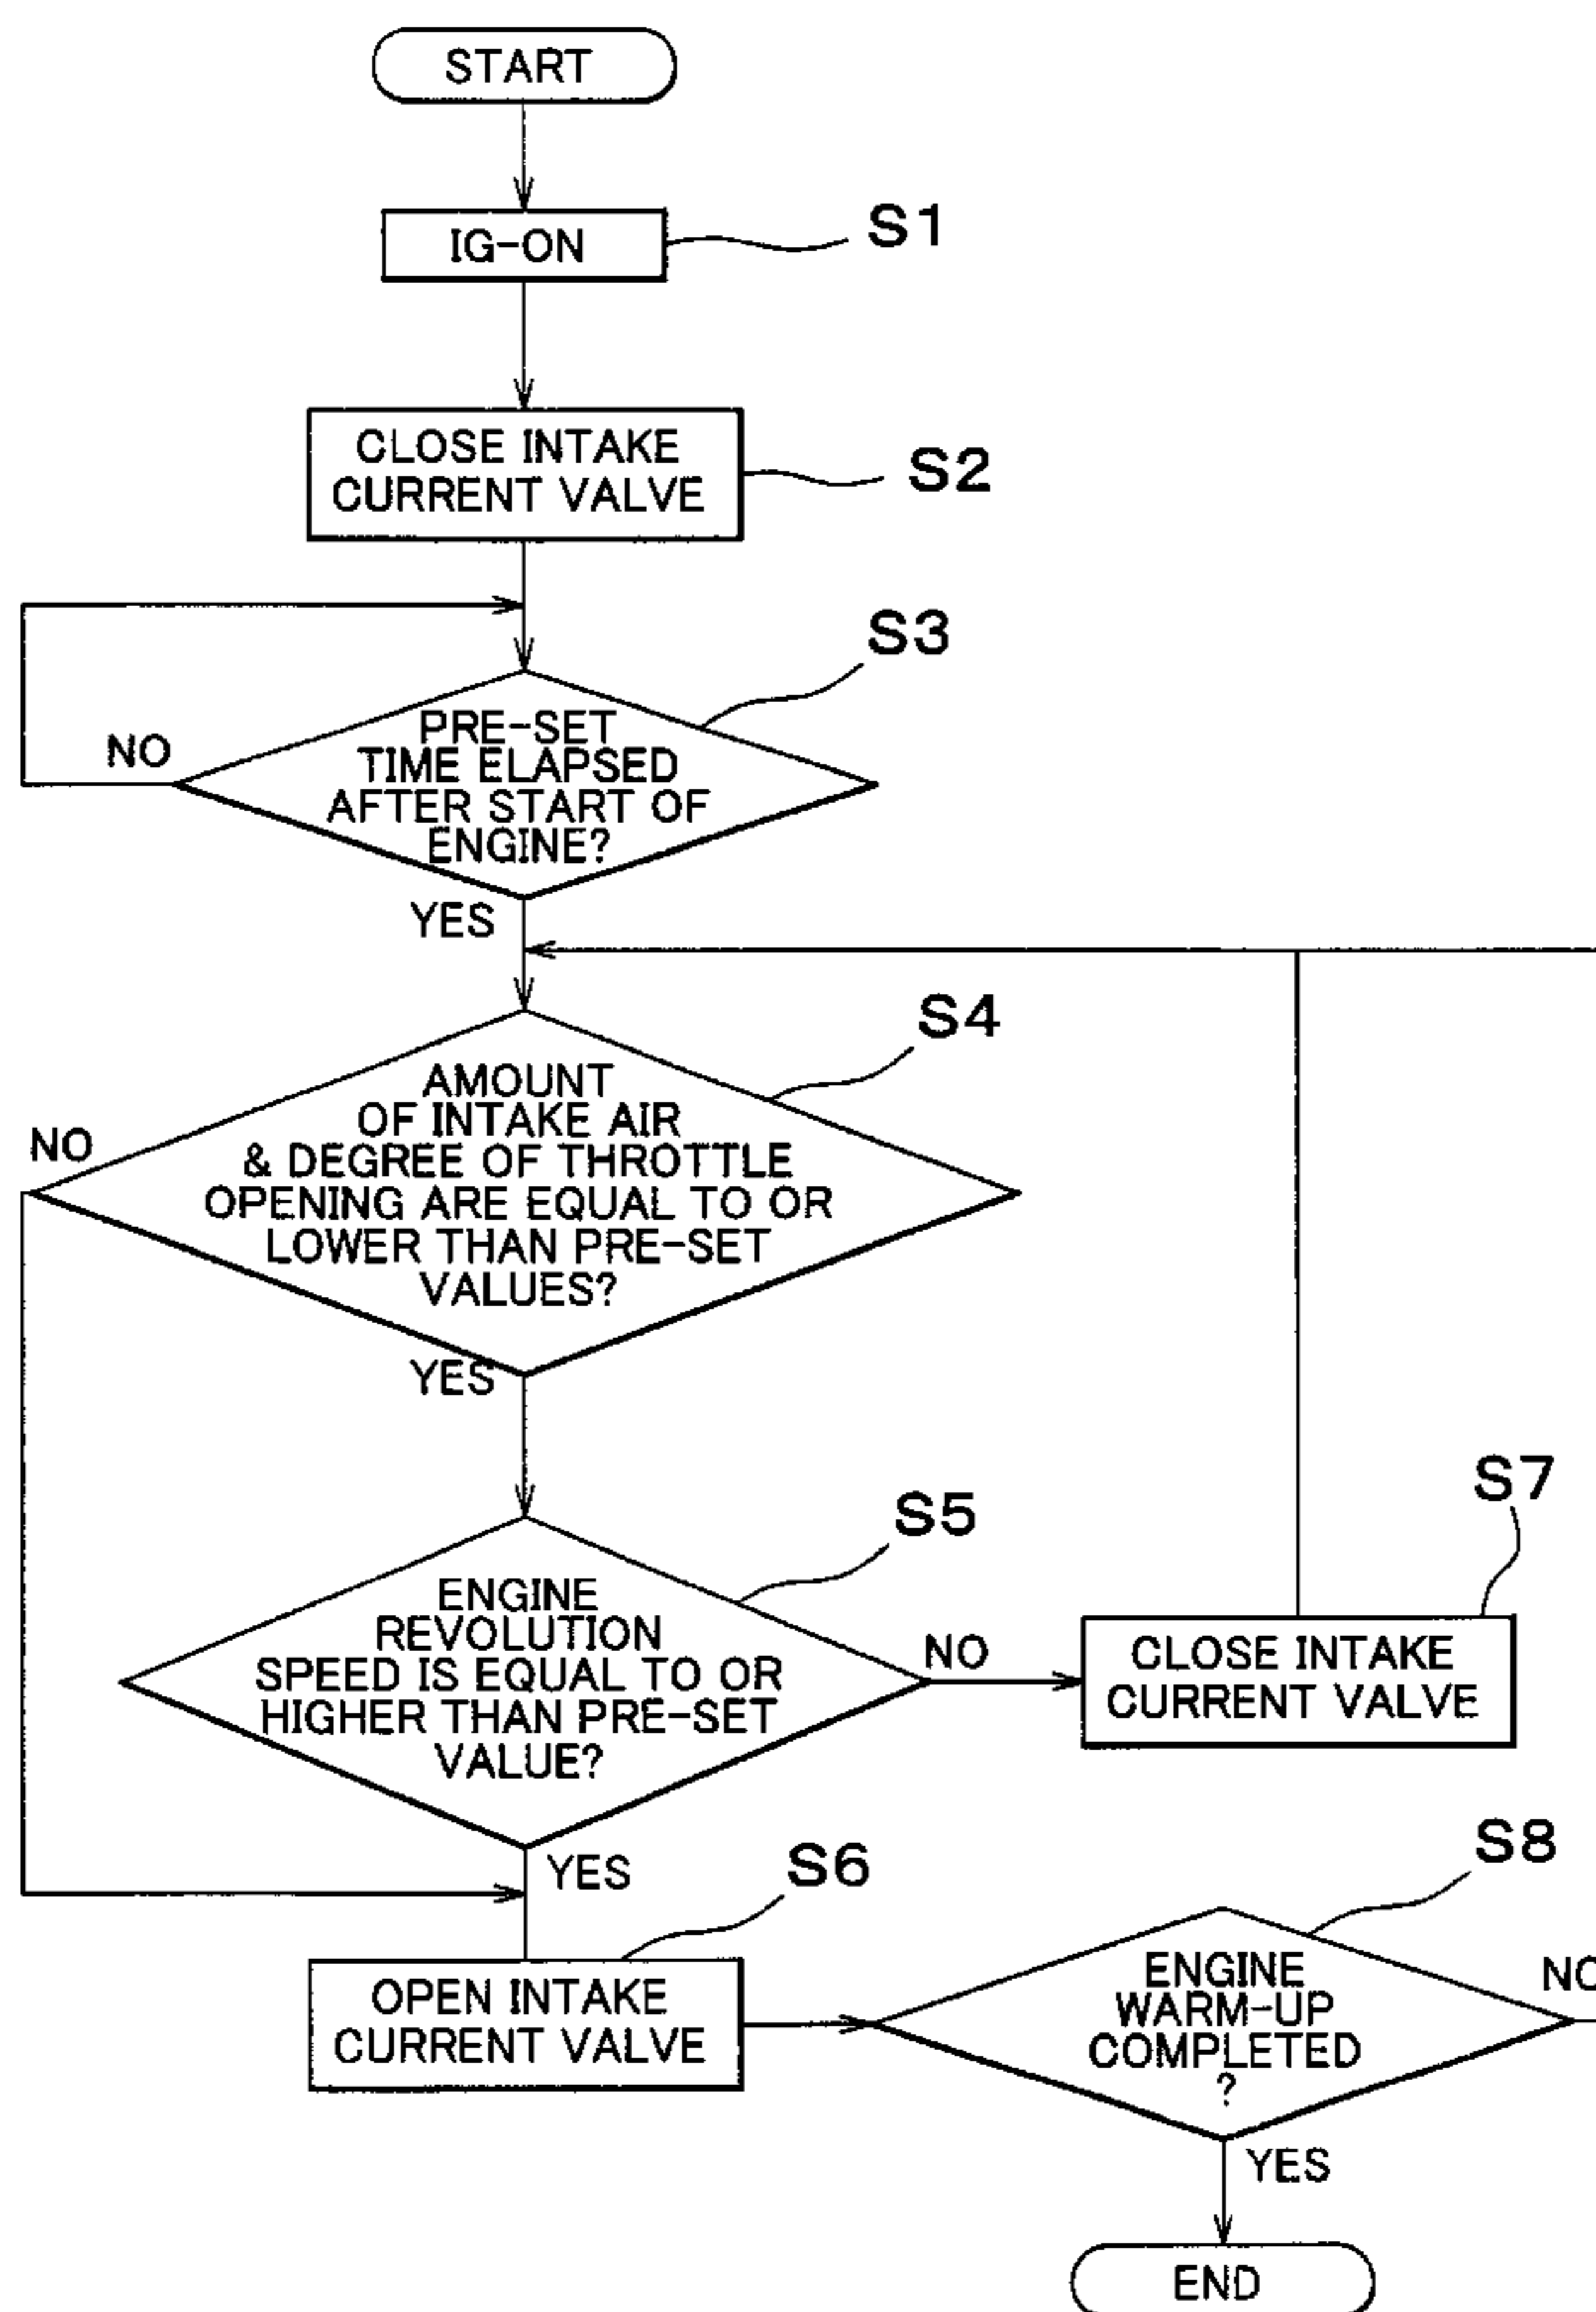 START
IG-ON
S1
CLOSE INTAKE
CURRENT VALVE
S2
S3
PRE-SET
TIME ELAPSED
AFTER START OF
ENGINE?
NO
YES
S4
AMOUNT
OF INTAKE AIR
& DEGREE OF THROTTLE
OPENING ARE EQUAL TO OR
LOWER THAN PRE-SET
VALUES?
NO
YES
S5
ENGINE
REVOLUTION
SPEED IS EQUAL TO OR
HIGHER THAN PRE-SET
VALUE?
NO
S7
CLOSE INTAKE
CURRENT VALVE
YES
S6
OPEN INTAKE
CURRENT VALVE
S8
ENGINE
WARM-UP
COMPLETED
?
NO
YES
END